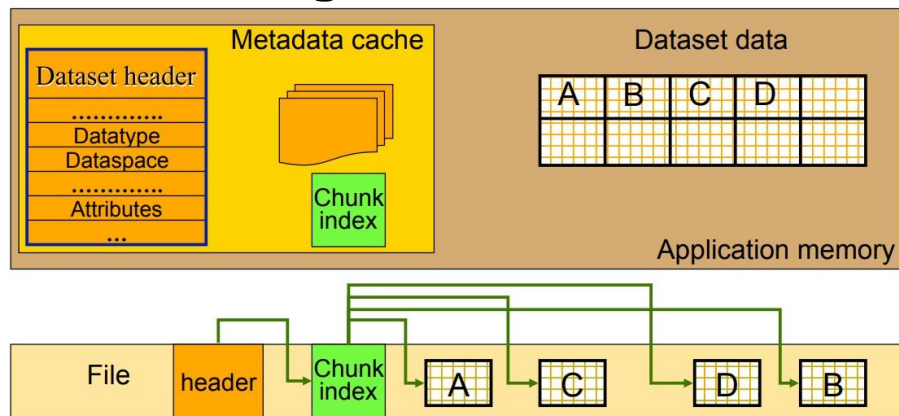 Metadata cache
Dataset data
Dataset header
.............
Datatype
Dataspace
.............
Attributes
...
Chunk
index
A B C D
Application memory
File
header
Chunk
index
A
C
D
B